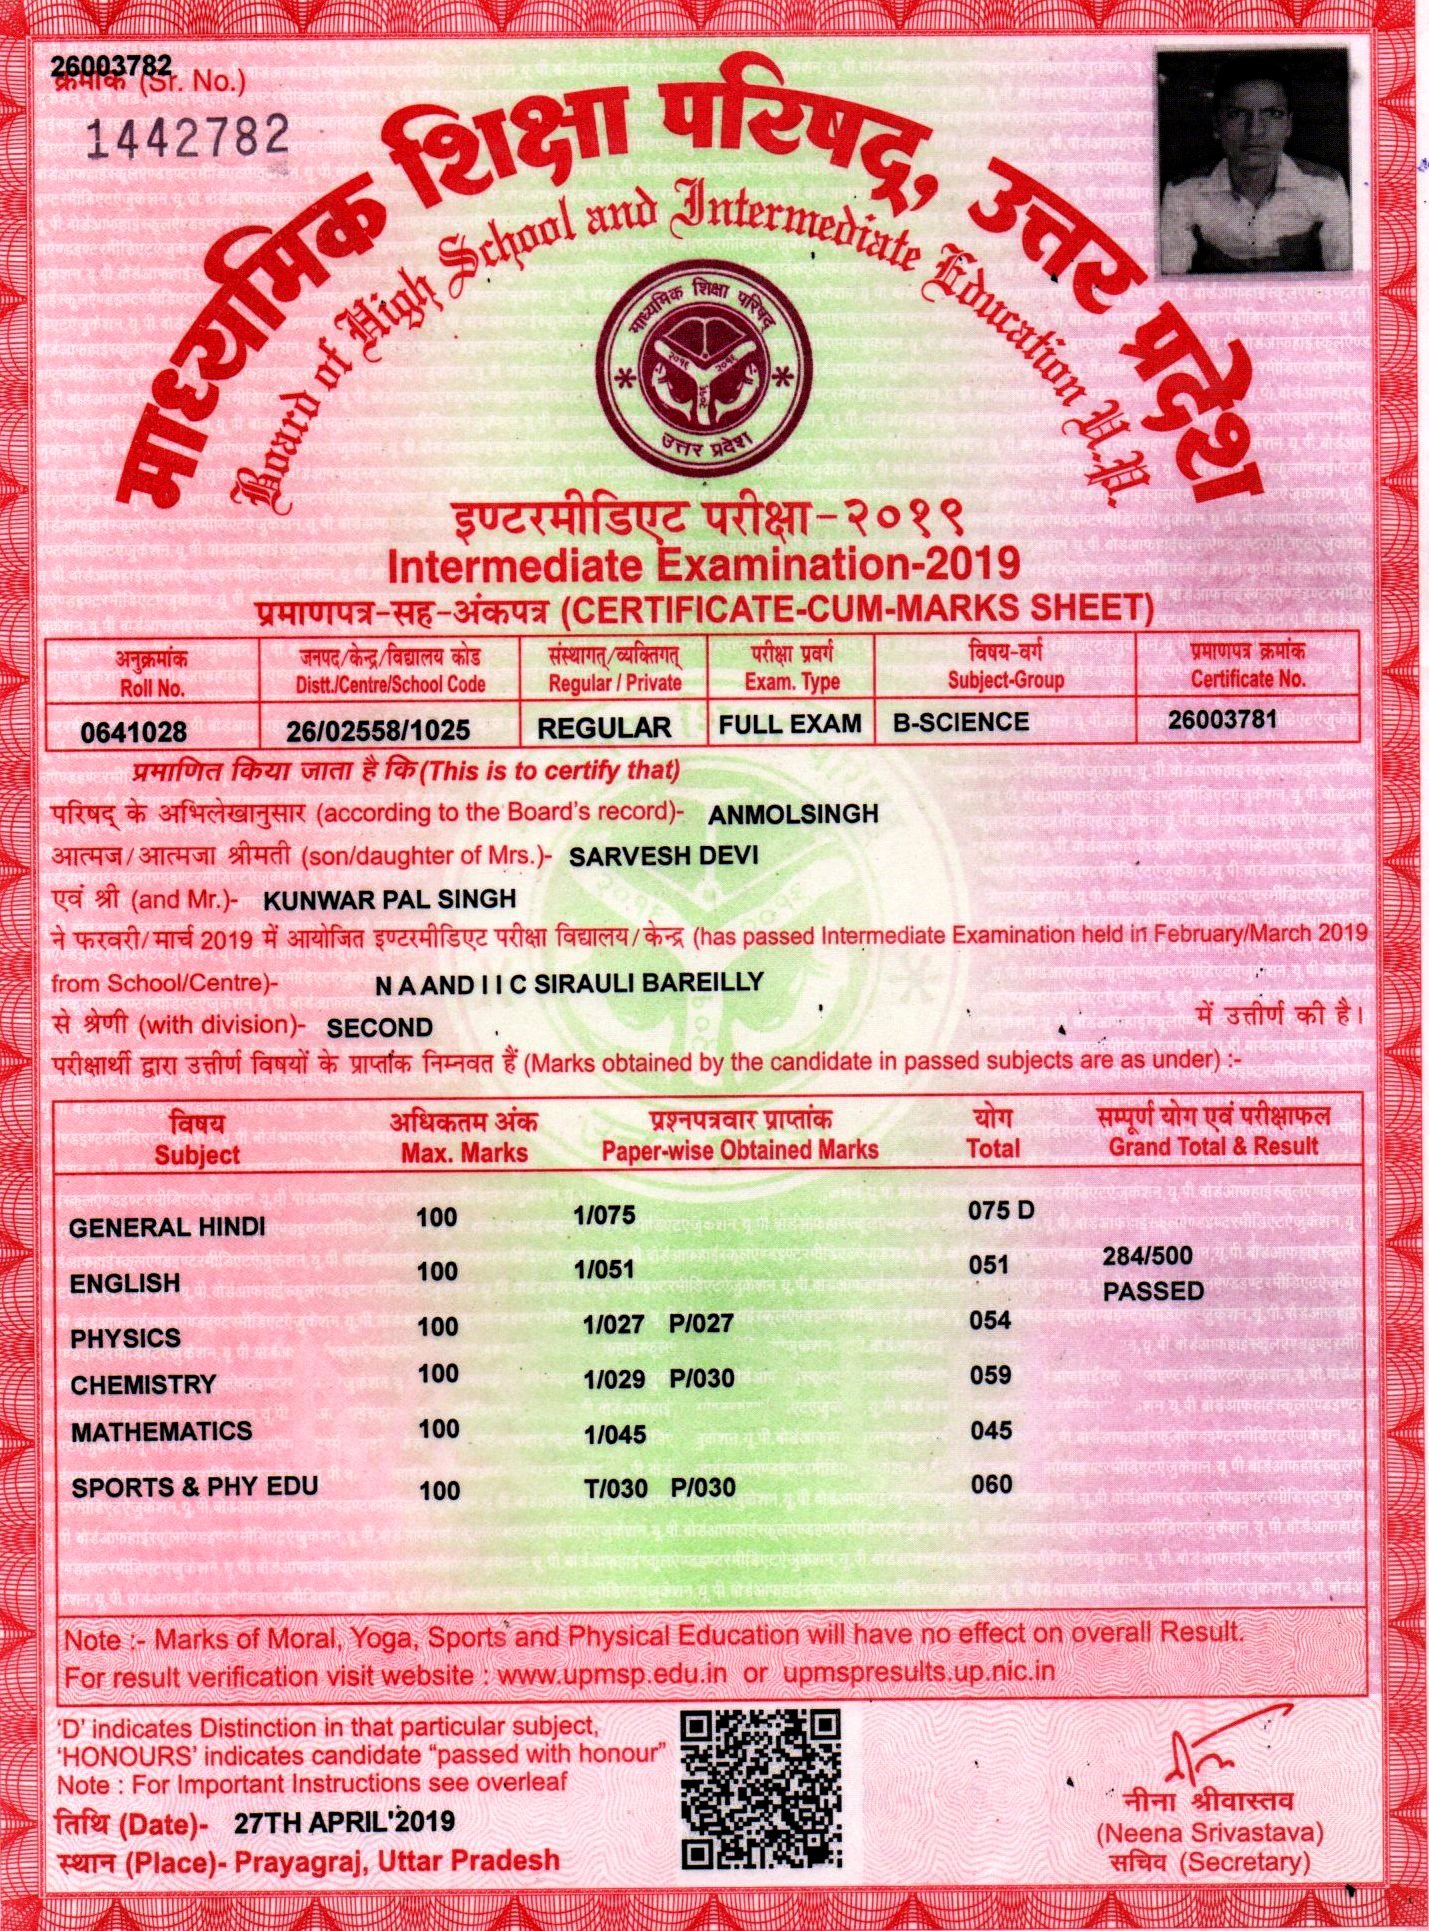 26003782
क्रमांक (Sr. No.)
1442782
माध्यमिक शिक्षा परिषद्, उत्तर प्रदेश
Board of High School and Intermediate Education U.P.
माध्यमिक शिक्षा परिषद
२०१६ २०१६
२०१६
उत्तर प्रदेश
इण्टरमीडिएट परीक्षा-२०१९
Intermediate Examination-2019
प्रमाणपत्र-सह-अंकपत्र (CERTIFICATE-CUM-MARKS SHEET)
अनुक्रमांक जनपद/केन्द्र/विद्यालय कोड संस्थागत्/व्यक्तिगत् परीक्षा प्रवर्ग विषय-वर्ग प्रमाणपत्र क्रमांक
Roll No. Distt./Centre/School Code Regular / Private Exam. Type Subject-Group Certificate No.
0641028 26/02558/1025 REGULAR FULL EXAM B-SCIENCE 26003781
प्रमाणित किया जाता है कि (This is to certify that)
परिषद् के अभिलेखानुसार (according to the Board's record)- ANMOLSINGH
आत्मज/आत्मजा श्रीमती (son/daughter of Mrs.)- SARVESH DEVI
एवं श्री (and Mr.)- KUNWAR PAL SINGH
ने फरवरी/मार्च 2019 में आयोजित इण्टरमीडिएट परीक्षा विद्यालय/केन्द्र (has passed Intermediate Examination held in February/March 2019
from School/Centre)- N A AND I I C SIRAULI BAREILLY
से श्रेणी (with division)- SECOND में उत्तीर्ण की है।
परीक्षार्थी द्वारा उत्तीर्ण विषयों के प्राप्तांक निम्नवत हैं (Marks obtained by the candidate in passed subjects are as under) :-
विषय अधिकतम अंक प्रश्नपत्रवार प्राप्तांक योग सम्पूर्ण योग एवं परीक्षाफल
Subject Max. Marks Paper-wise Obtained Marks Total Grand Total & Result
GENERAL HINDI 100 1/075 075 D
ENGLISH 100 1/051 051 284/500
PASSED
PHYSICS 100 1/027 P/027 054
CHEMISTRY 100 1/029 P/030 059
MATHEMATICS 100 1/045 045
SPORTS & PHY EDU 100 T/030 P/030 060
Note :- Marks of Moral, Yoga, Sports and Physical Education will have no effect on overall Result.
For result verification visit website : www.upmsp.edu.in or upmspresults.up.nic.in
'D' indicates Distinction in that particular subject,
'HONOURS' indicates candidate "passed with honour"
Note : For Important Instructions see overleaf
तिथि (Date)- 27TH APRIL'2019
स्थान (Place)- Prayagraj, Uttar Pradesh
नीना श्रीवास्तव
(Neena Srivastava)
सचिव (Secretary)